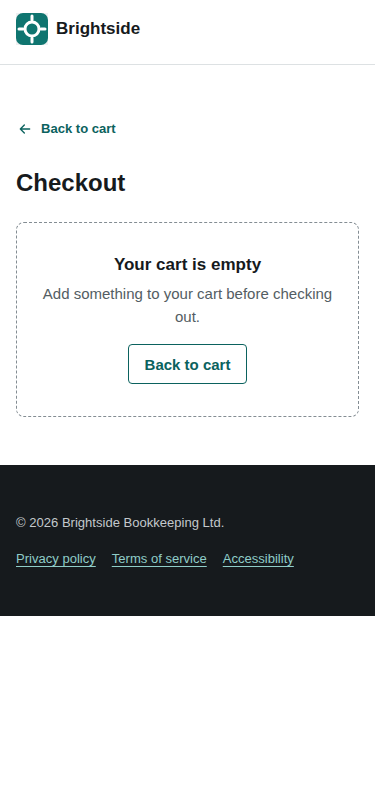 Brightside
Back to cart
Checkout
Your cart is empty
Add something to your cart before checking
out.
Back to cart
© 2026 Brightside Bookkeeping Ltd.
Privacy policy Terms of service Accessibility